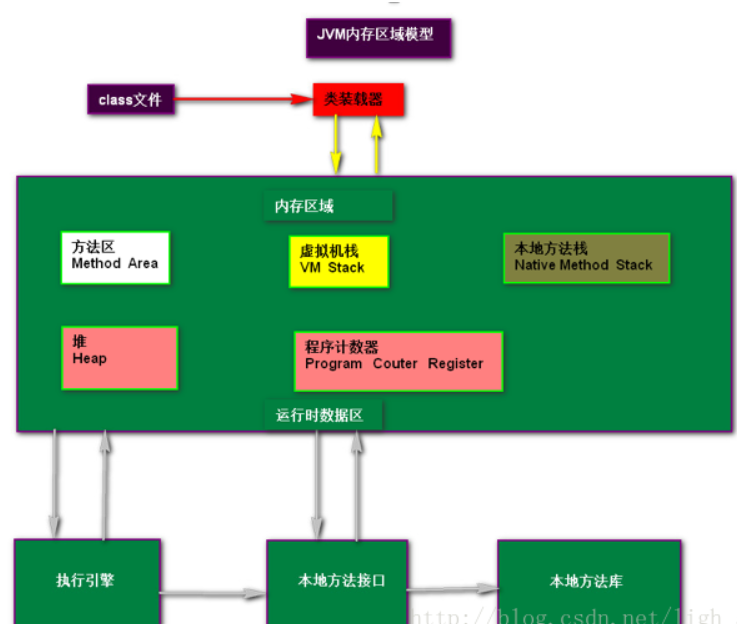 JVM内存区域模型
class文件
类装载器
内存区域
方法区
Method Area
虚拟机栈
VM Stack
本地方法栈
Native Method Stack
堆
Heap
程序计数器
Program Couter Register
运行时数据区
执行引擎
本地方法接口
本地方法库
http://blog.csdn.net/ligh